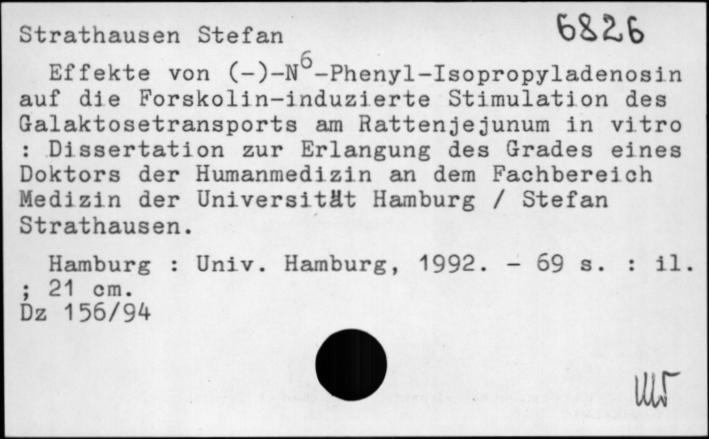 Strathausen Stefan 6826
Effekte von (-)-N⁶-Phenyl-Isopropyladenosin
auf die Forskolin-induzierte Stimulation des
Galaktosetransports am Rattenjejunum in vitro
: Dissertation zur Erlangung des Grades eines
Doktors der Humanmedizin an dem Fachbereich
Medizin der Universität Hamburg / Stefan
Strathausen.
Hamburg : Univ. Hamburg, 1992. - 69 s. : il.
; 21 cm.
Dz 156/94